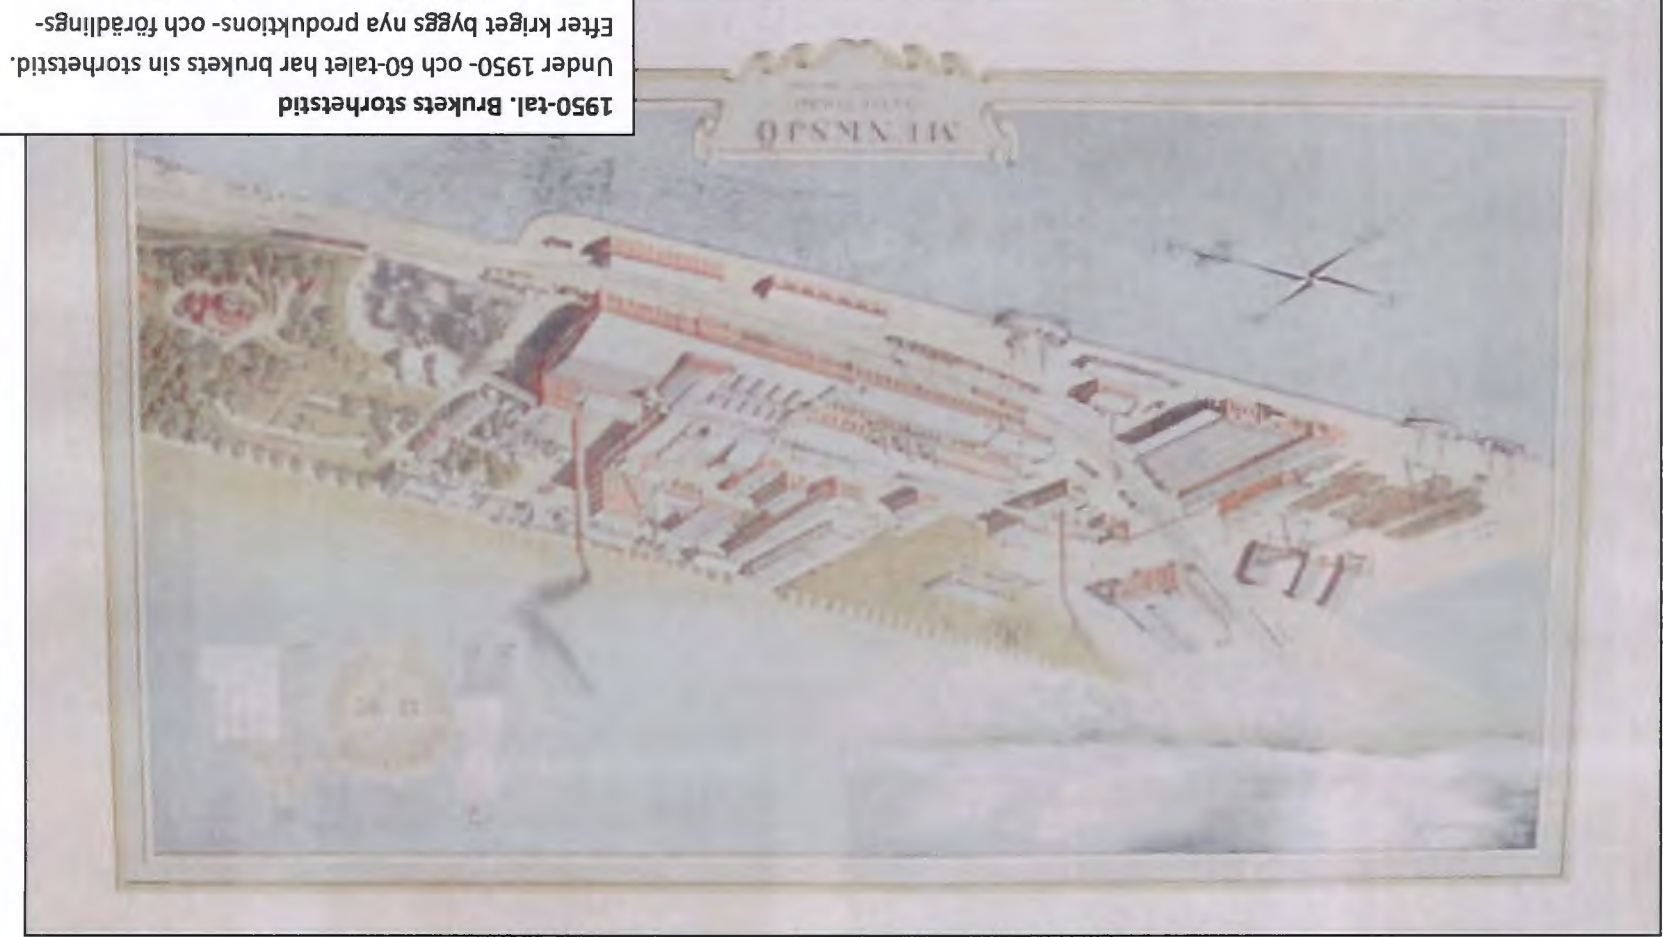 MUNKSJÖ
1950-tal. Brukets storhetstid
Under 1950- och 60-talet har brukets sin storhetstid.
Efter kriget byggs nya produktions- och förädlings-